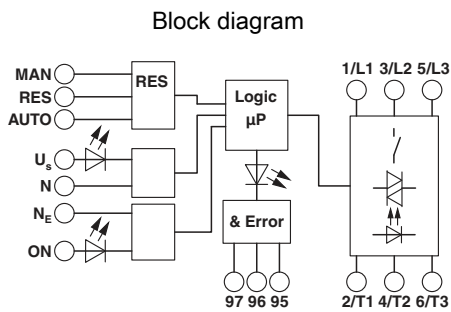 Block diagram
1/L1 3/L2 5/L3
MAN
RES
AUTO
RES
Logic
µP
Us
N
NE
ON
& Error
97 96 95
2/T1 4/T2 6/T3